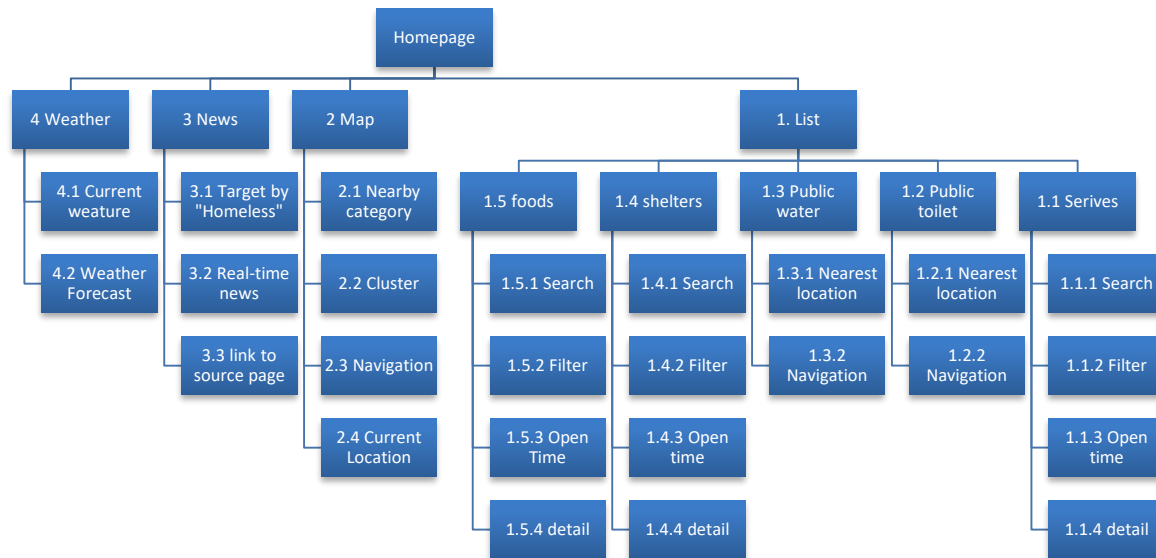 Homepage
4 Weather
3 News
2 Map
1. List
4.1 Current
weature
4.2 Weather
Forecast
3.1 Target by
"Homeless"
3.2 Real-time
news
3.3 link to
source page
2.1 Nearby
category
2.2 Cluster
2.3 Navigation
2.4 Current
Location
1.5 foods
1.5.1 Search
1.5.2 Filter
1.5.3 Open
Time
1.5.4 detail
1.4 shelters
1.4.1 Search
1.4.2 Filter
1.4.3 Open
time
1.4.4 detail
1.3 Public
water
1.3.1 Nearest
location
1.3.2
Navigation
1.2 Public
toilet
1.2.1 Nearest
location
1.2.2
Navigation
1.1 Serives
1.1.1 Search
1.1.2 Filter
1.1.3 Open
time
1.1.4 detail